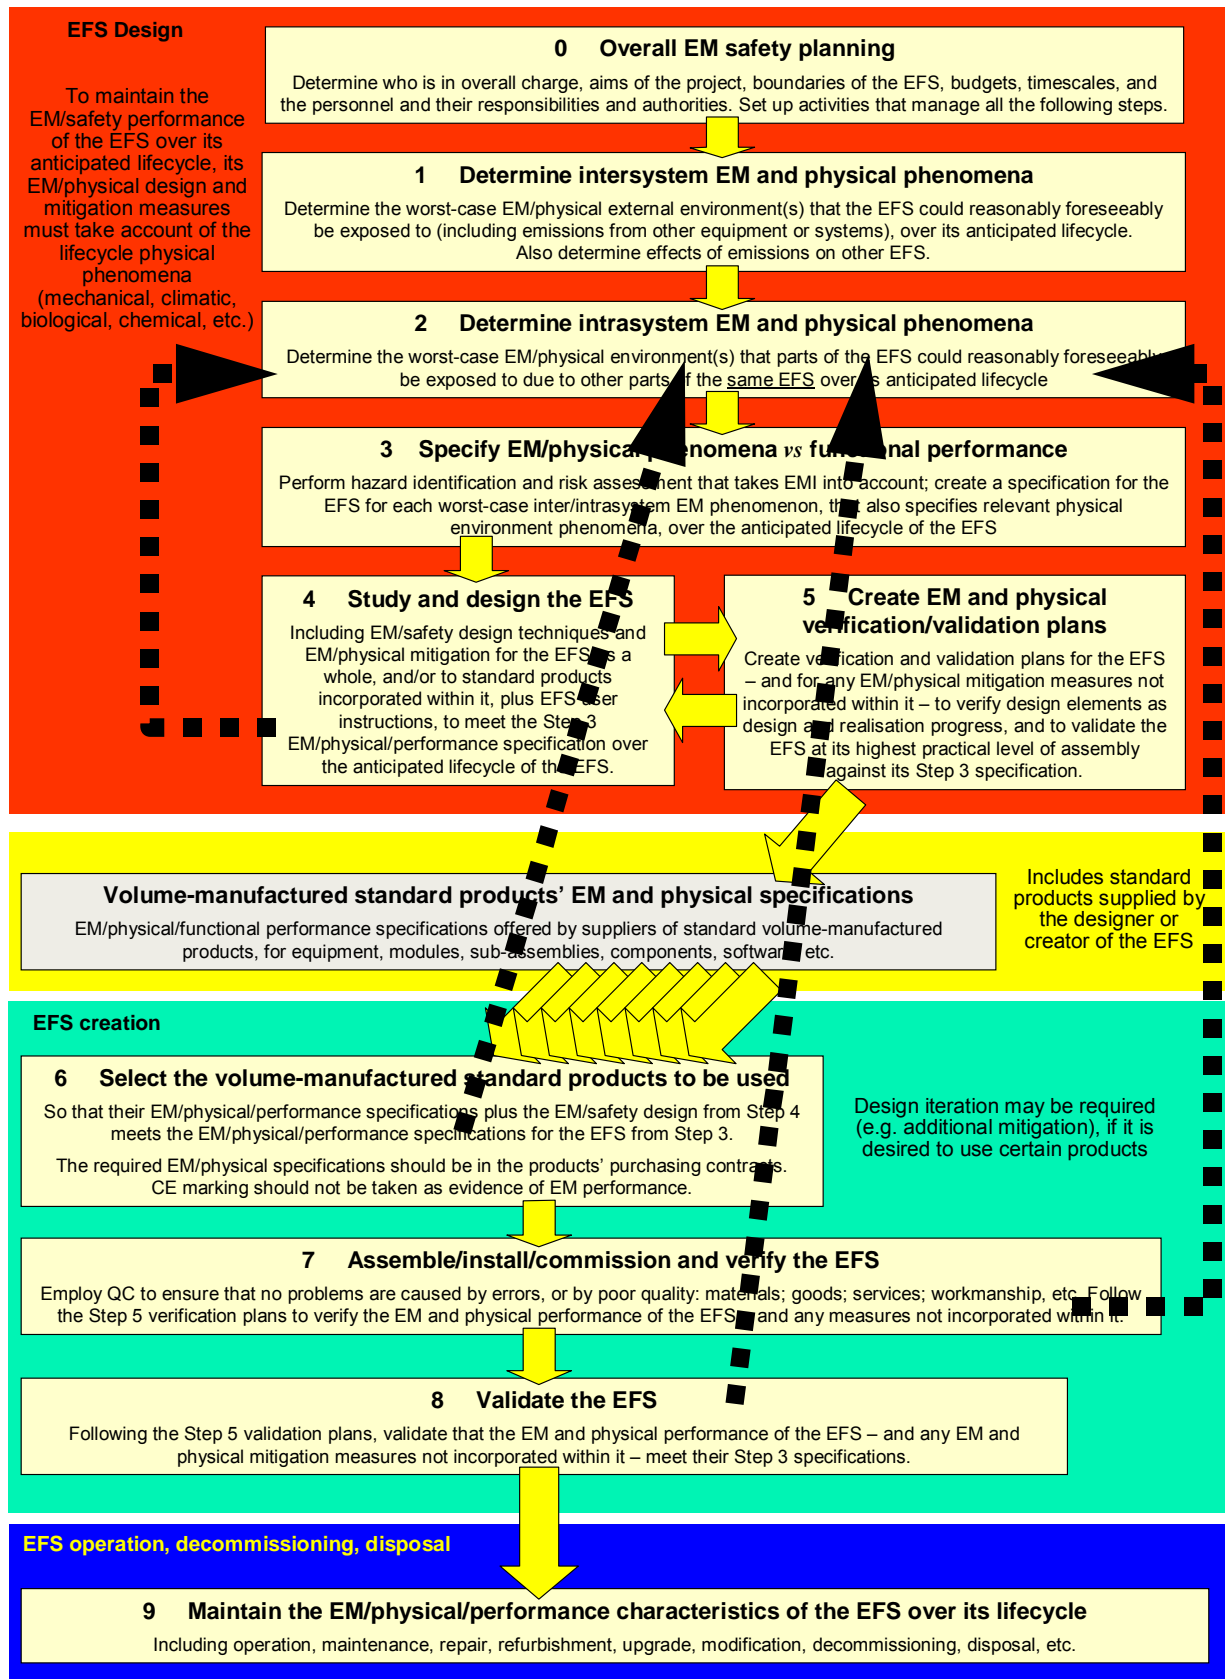 EFS Design
To maintain the
EM/safety performance
of the EFS over its
anticipated lifecycle, its
EM/physical design and
mitigation measures
must take account of the
lifecycle physical
phenomena
(mechanical, climatic,
biological, chemical, etc.)
0 Overall EM safety planning
Determine who is in overall charge, aims of the project, boundaries of the EFS, budgets, timescales, and
the personnel and their responsibilities and authorities. Set up activities that manage all the following steps.
1 Determine intersystem EM and physical phenomena
Determine the worst-case EM/physical external environment(s) that the EFS could reasonably foreseeably
be exposed to (including emissions from other equipment or systems), over its anticipated lifecycle.
Also determine effects of emissions on other EFS.
2 Determine intrasystem EM and physical phenomena
Determine the worst-case EM/physical environment(s) that parts of the EFS could reasonably foreseeably
be exposed to due to other parts of the same EFS over its anticipated lifecycle
3 Specify EM/physical phenomena vs functional performance
Perform hazard identification and risk assessment that takes EMI into account; create a specification for the
EFS for each worst-case inter/intrasystem EM phenomenon, that also specifies relevant physical
environment phenomena, over the anticipated lifecycle of the EFS
4 Study and design the EFS
Including EM/safety design techniques and
EM/physical mitigation for the EFS as a
whole, and/or to standard products
incorporated within it, plus EFS user
instructions, to meet the Step 3
EM/physical/performance specification over
the anticipated lifecycle of the EFS.
5 Create EM and physical
verification/validation plans
Create verification and validation plans for the EFS
– and for any EM/physical mitigation measures not
incorporated within it – to verify design elements as
design and realisation progress, and to validate the
EFS at its highest practical level of assembly
against its Step 3 specification.
Volume-manufactured standard products’ EM and physical specifications
EM/physical/functional performance specifications offered by suppliers of standard volume-manufactured
products, for equipment, modules, sub-assemblies, components, software, etc.
Includes standard
products supplied by
the designer or
creator of the EFS
EFS creation
6 Select the volume-manufactured standard products to be used
So that their EM/physical/performance specifications plus the EM/safety design from Step 4
meets the EM/physical/performance specifications for the EFS from Step 3.
The required EM/physical specifications should be in the products’ purchasing contracts.
CE marking should not be taken as evidence of EM performance.
Design iteration may be required
(e.g. additional mitigation), if it is
desired to use certain products
7 Assemble/install/commission and verify the EFS
Employ QC to ensure that no problems are caused by errors, or by poor quality: materials; goods; services; workmanship, etc. Follow
the Step 5 verification plans to verify the EM and physical performance of the EFS – and any measures not incorporated within it.
8 Validate the EFS
Following the Step 5 validation plans, validate that the EM and physical performance of the EFS – and any EM and
physical mitigation measures not incorporated within it – meet their Step 3 specifications.
EFS operation, decommissioning, disposal
9 Maintain the EM/physical/performance characteristics of the EFS over its lifecycle
Including operation, maintenance, repair, refurbishment, upgrade, modification, decommissioning, disposal, etc.